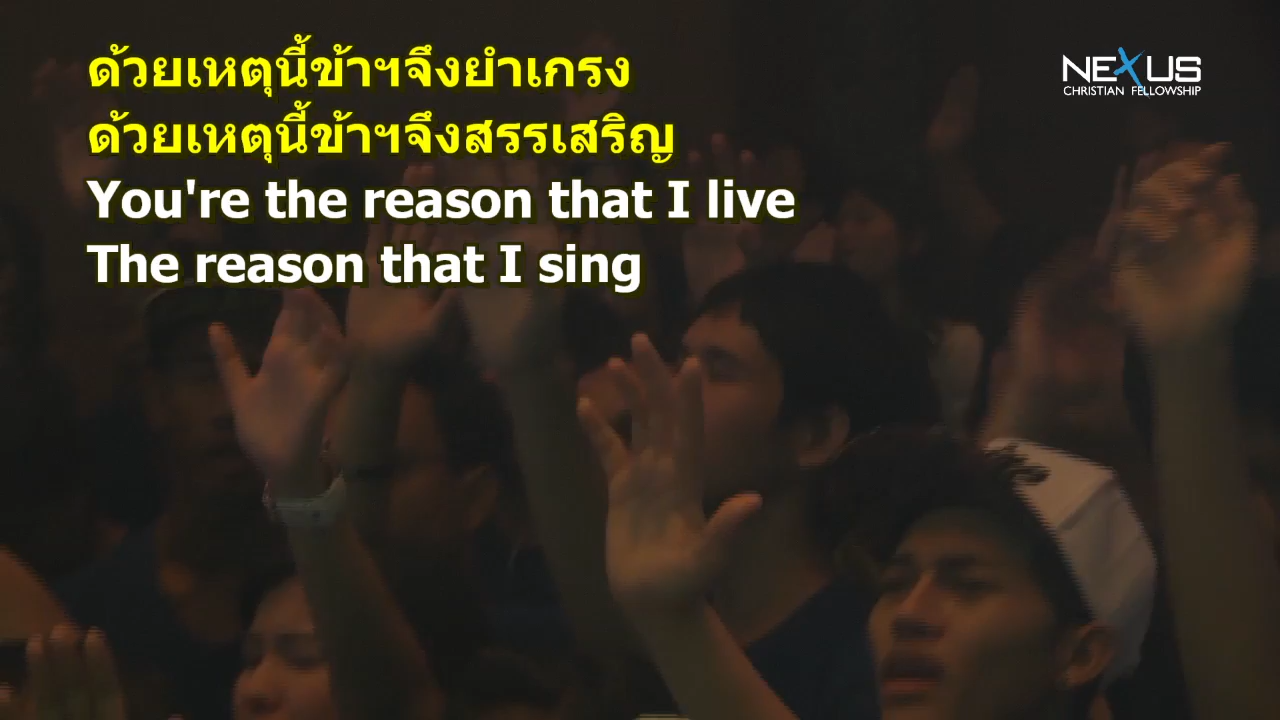 ด้วยเหตุนี้ข้าฯจึงยำเกรง
ด้วยเหตุนี้ข้าฯจึงสรรเสริญ
You're the reason that I live
The reason that I sing
NEXUS
CHRISTIAN FELLOWSHIP